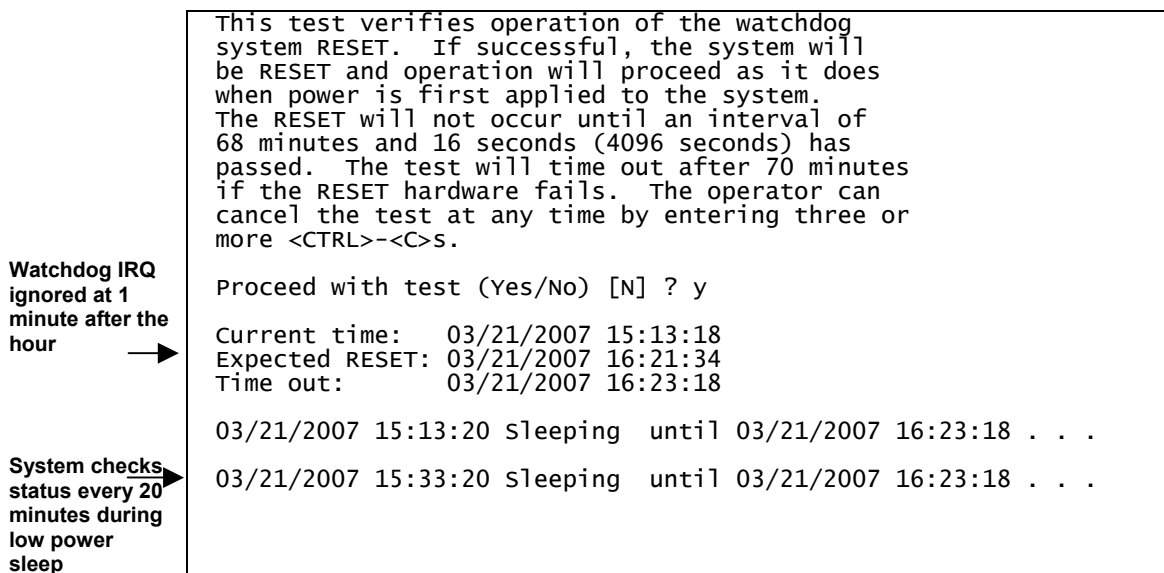 This test verifies operation of the watchdog
system RESET.  If successful, the system will
be RESET and operation will proceed as it does
when power is first applied to the system.
The RESET will not occur until an interval of
68 minutes and 16 seconds (4096 seconds) has
passed.  The test will time out after 70 minutes
if the RESET hardware fails.  The operator can
cancel the test at any time by entering three or
more <CTRL>-<C>s.
Watchdog IRQ
ignored at 1
minute after the
hour
Proceed with test (Yes/No) [N] ? y
Current time:   03/21/2007 15:13:18
Expected RESET: 03/21/2007 16:21:34
Time out:       03/21/2007 16:23:18
03/21/2007 15:13:20 Sleeping  until 03/21/2007 16:23:18 . . .
System checks
status every 20
minutes during
low power
sleep
03/21/2007 15:33:20 Sleeping  until 03/21/2007 16:23:18 . . .